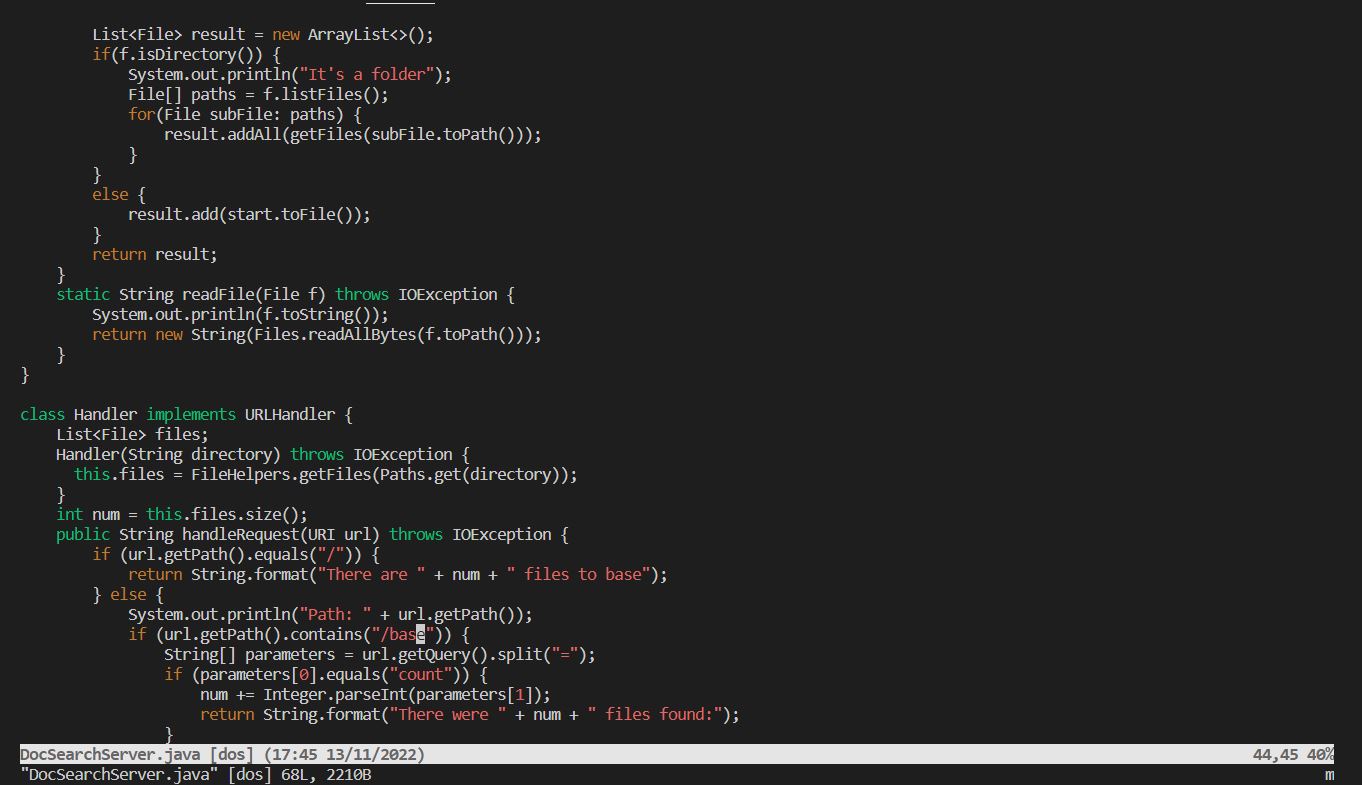 List<File> result = new ArrayList<>();
        if(f.isDirectory()) {
            System.out.println("It's a folder");
            File[] paths = f.listFiles();
            for(File subFile: paths) {
                result.addAll(getFiles(subFile.toPath()));
            }
        }
        else {
            result.add(start.toFile());
        }
        return result;
    }
    static String readFile(File f) throws IOException {
        System.out.println(f.toString());
        return new String(Files.readAllBytes(f.toPath()));
    }
}

class Handler implements URLHandler {
    List<File> files;
    Handler(String directory) throws IOException {
      this.files = FileHelpers.getFiles(Paths.get(directory));
    }
    int num = this.files.size();
    public String handleRequest(URI url) throws IOException {
        if (url.getPath().equals("/")) {
            return String.format("There are " + num + " files to base");
        } else {
            System.out.println("Path: " + url.getPath());
            if (url.getPath().contains("/base")) {
                String[] parameters = url.getQuery().split("=");
                if (parameters[0].equals("count")) {
                    num += Integer.parseInt(parameters[1]);
                    return String.format("There were " + num + " files found:");
                }
DocSearchServer.java [dos] (17:45 13/11/2022) 44,45 40%
"DocSearchServer.java" [dos] 68L, 2210B m